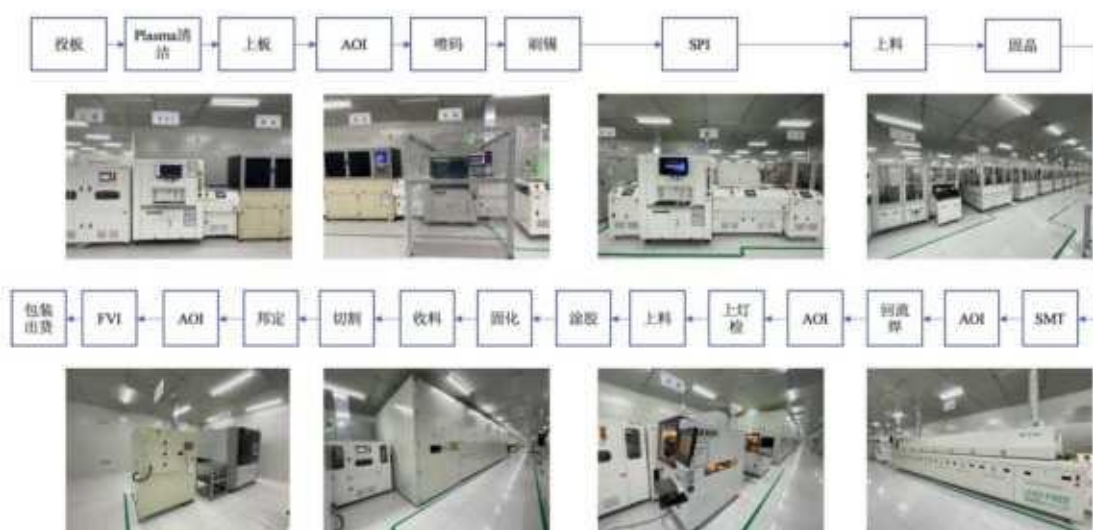 投板
Plasma清
洁
上板
AOI
喷码
刷锡
SPI
上料
固晶
包装
出货
FVI
AOI
邦定
切割
收料
固化
涂胶
上料
上灯
检
AOI
回流
焊
AOI
SMT